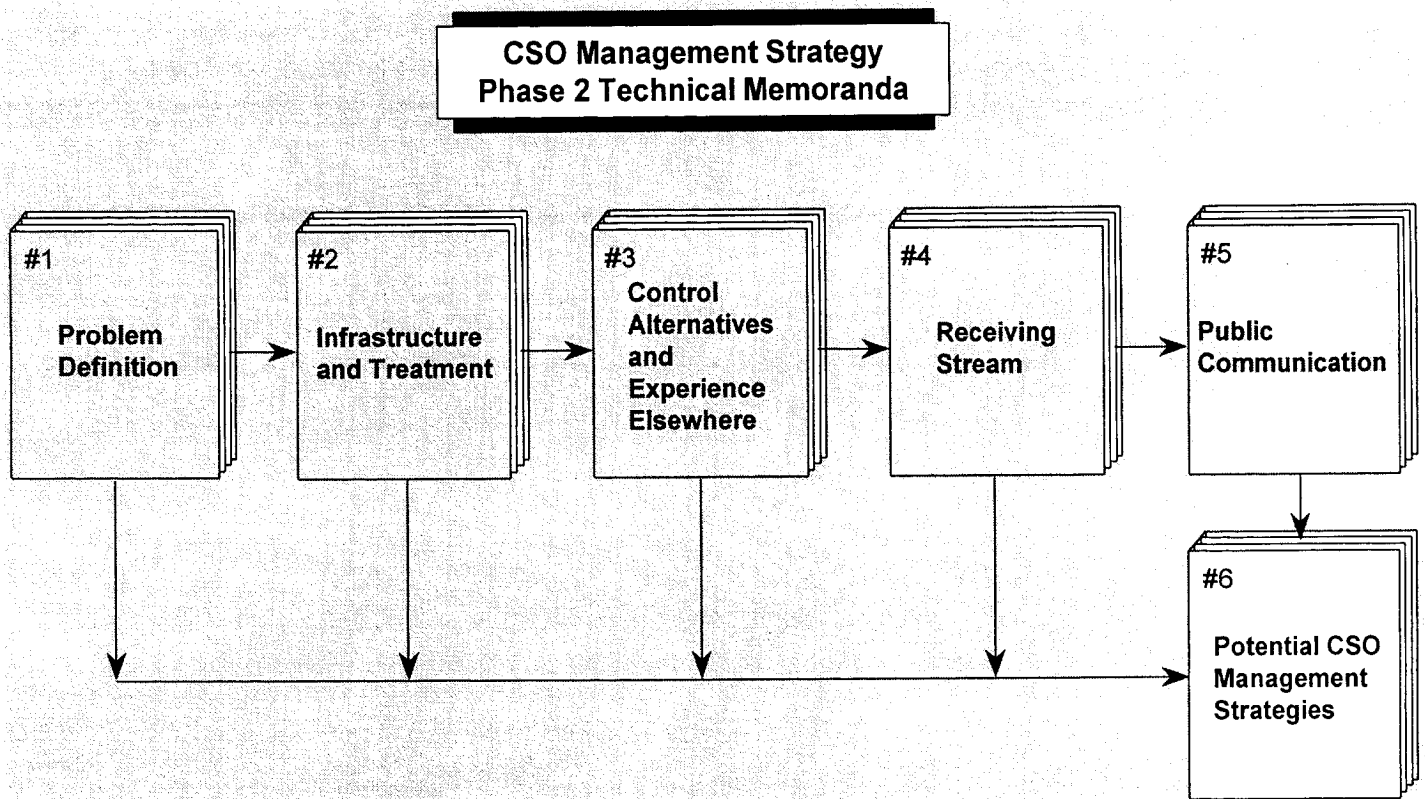 CSO Management Strategy
Phase 2 Technical Memoranda
#1
Problem
Definition
#2
Infrastructure
and Treatment
#3
Control
Alternatives
and
Experience
Elsewhere
#4
Receiving
Stream
#5
Public
Communication
#6
Potential CSO
Management
Strategies